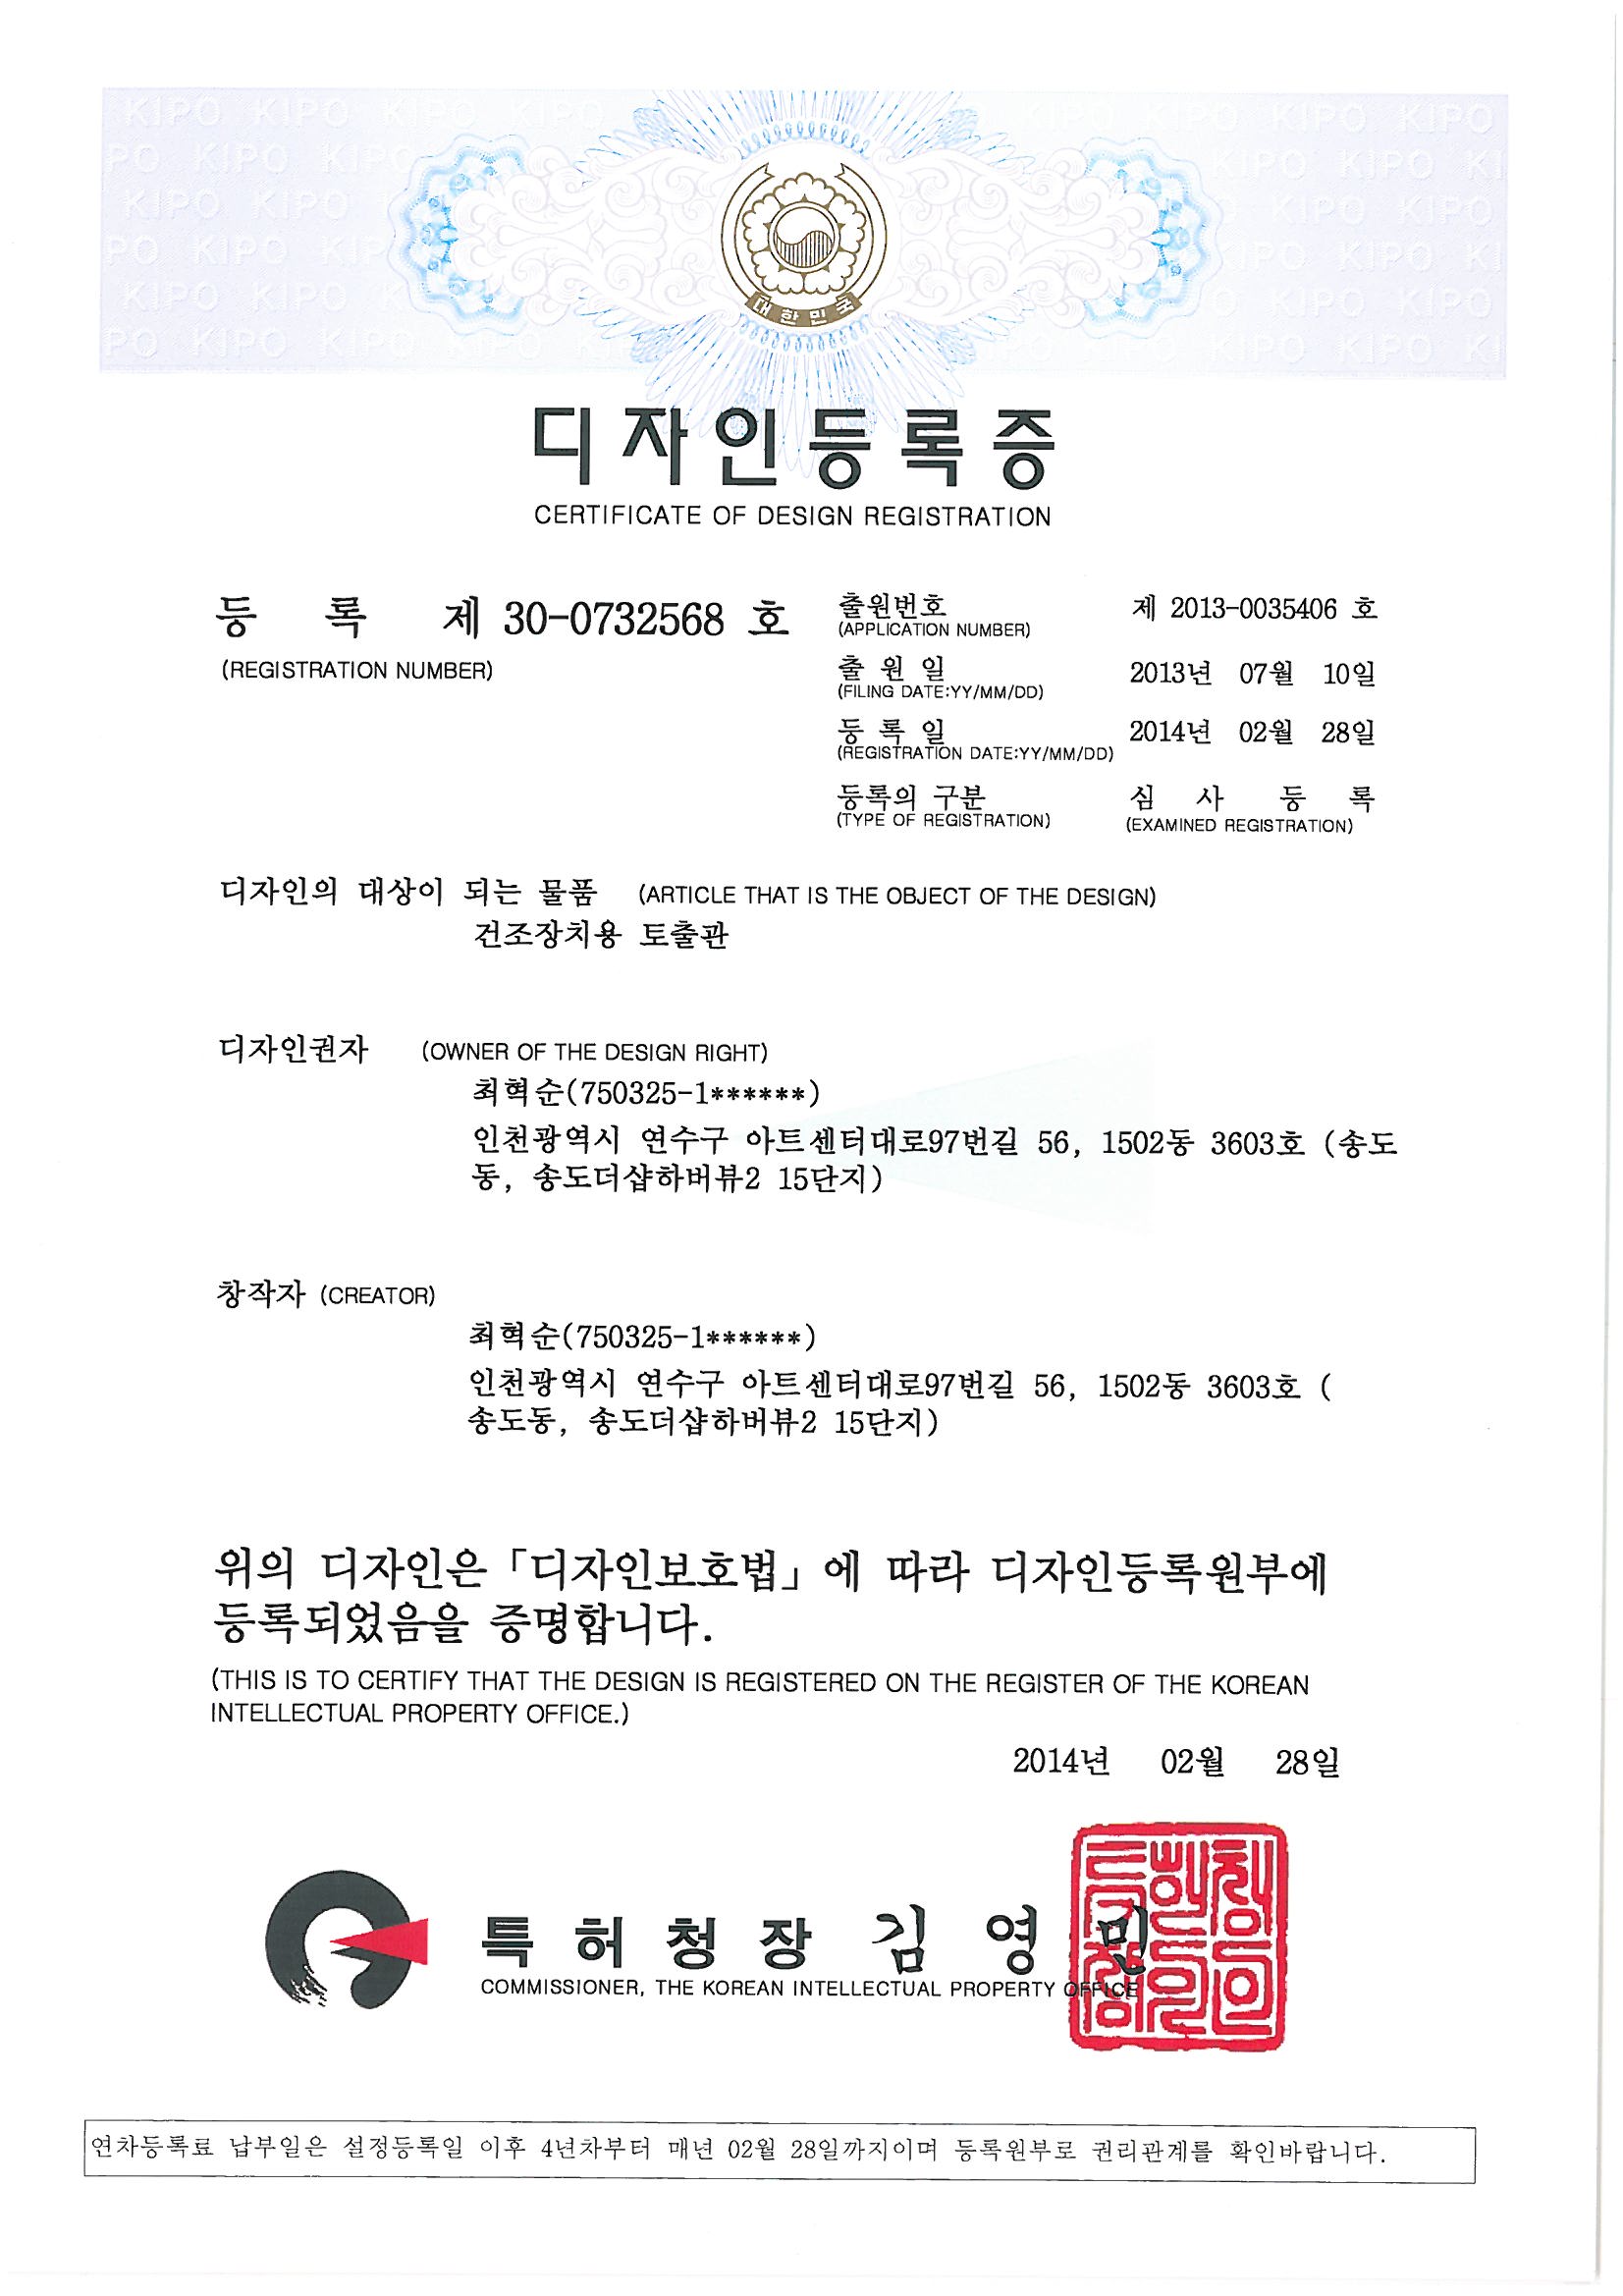 KIPO KIPO KIPO KIPO KIPO KIPO KIPO
대한민국
디자인등록증
CERTIFICATE OF DESIGN REGISTRATION
등 록 제 30-0732568 호
(REGISTRATION NUMBER)
출원번호 제 2013-0035406 호
(APPLICATION NUMBER)
출 원 일 2013년 07월 10일
(FILING DATE:YY/MM/DD)
등 록 일 2014년 02월 28일
(REGISTRATION DATE:YY/MM/DD)
등록의 구분 심 사 등 록
(TYPE OF REGISTRATION) (EXAMINED REGISTRATION)
디자인의 대상이 되는 물품 (ARTICLE THAT IS THE OBJECT OF THE DESIGN)
건조장치용 토출관
디자인권자 (OWNER OF THE DESIGN RIGHT)
최혁순(750325-1******)
인천광역시 연수구 아트센터대로97번길 56, 1502동 3603호 (송도
동, 송도더샵하버뷰2 15단지)
창작자 (CREATOR)
최혁순(750325-1******)
인천광역시 연수구 아트센터대로97번길 56, 1502동 3603호 (
송도동, 송도더샵하버뷰2 15단지)
위의 디자인은 「디자인보호법」에 따라 디자인등록원부에
등록되었음을 증명합니다.
(THIS IS TO CERTIFY THAT THE DESIGN IS REGISTERED ON THE REGISTER OF THE KOREAN
INTELLECTUAL PROPERTY OFFICE.)
2014년 02월 28일
특허청장 김영민
COMMISSIONER, THE KOREAN INTELLECTUAL PROPERTY OFFICE
연차등록료 납부일은 설정등록일 이후 4년차부터 매년 02월 28일까지이며 등록원부로 권리관계를 확인바랍니다.